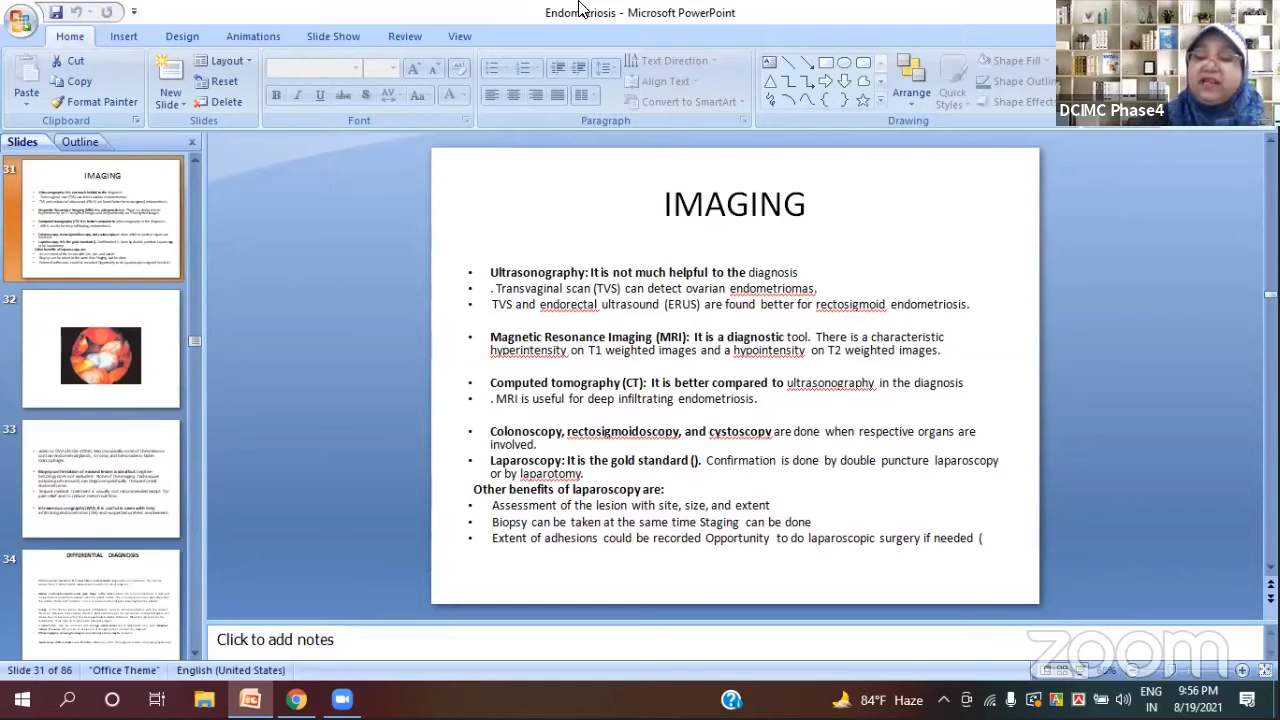 Endometriosis - Microsoft PowerPoint
Home Insert Design Animations Slide Show Review View
Paste
Cut
Copy
Format Painter
Clipboard
New Slide
Layout
Reset
Delete
Slides
B I U abc S AV Aa A
Font
Text Direction
Align Text
Convert to SmartArt
Paragraph
Arrange
Quick Styles
Shape Fill
Shape Outli
Shape Effects
Drawing
DCIMC Phase4
Slides Outline
31
IMAGING
32
33
34
DIFFERENTIAL DIAGNOSIS
IMAGING
• Ultrasonography: It is not much helpful to the diagnosis
• . Transvaginal scan (TVS) can detect ovarian endometriomas.
• TVS and endorectal ultrasound (ERUS) are found better for rectosigmoid endometriosis.
• Magnetic Resonance Imaging (MRI): It is a diagnostic tool. There is a characteristic
hyperintensity on T1 weighted images and a hypointensity on T2 weighted images.
• Computed tomography (CT): It is better compared to ultrasonography in the diagnosis
• . MRI is useful for deep infiltrating endometriosis.
• Colonoscopy, rectosigmoidoscopy, and cystoscopy are done when respective organs are
involved.
• Laparoscopy is the gold standard (). Confirmation is done by double puncture laparoscopy
or by laparotomy.
other benefits of laparoscopy are:
• Assessment of the lesion with site, size, and extent
• Biopsy can be taken at the same time Staging can be done
• Extent of adhesions could be recorded Opportunity to do laparoscopic surgery if needed (
Click to add notes
zoom
Slide 31 of 86 "Office Theme" English (United States)
84°F Haze
ENG
IN
9:56 PM
8/19/2021